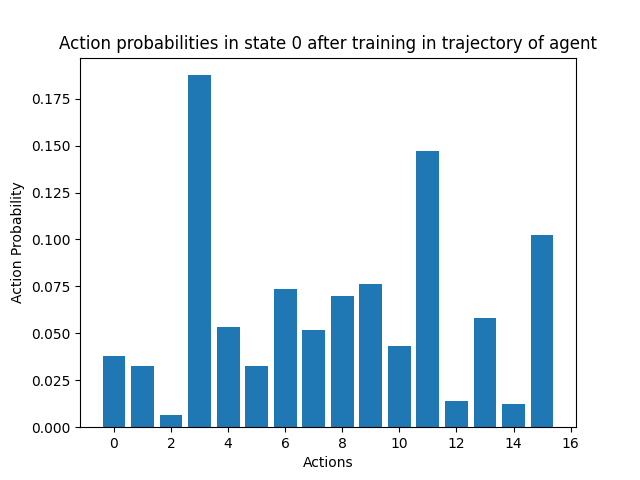 Action probabilities in state 0 after training in trajectory of agent
Action Probability
0.175
0.150
0.125
0.100
0.075
0.050
0.025
0.000
0 2 4 6 8 10 12 14 16
Actions